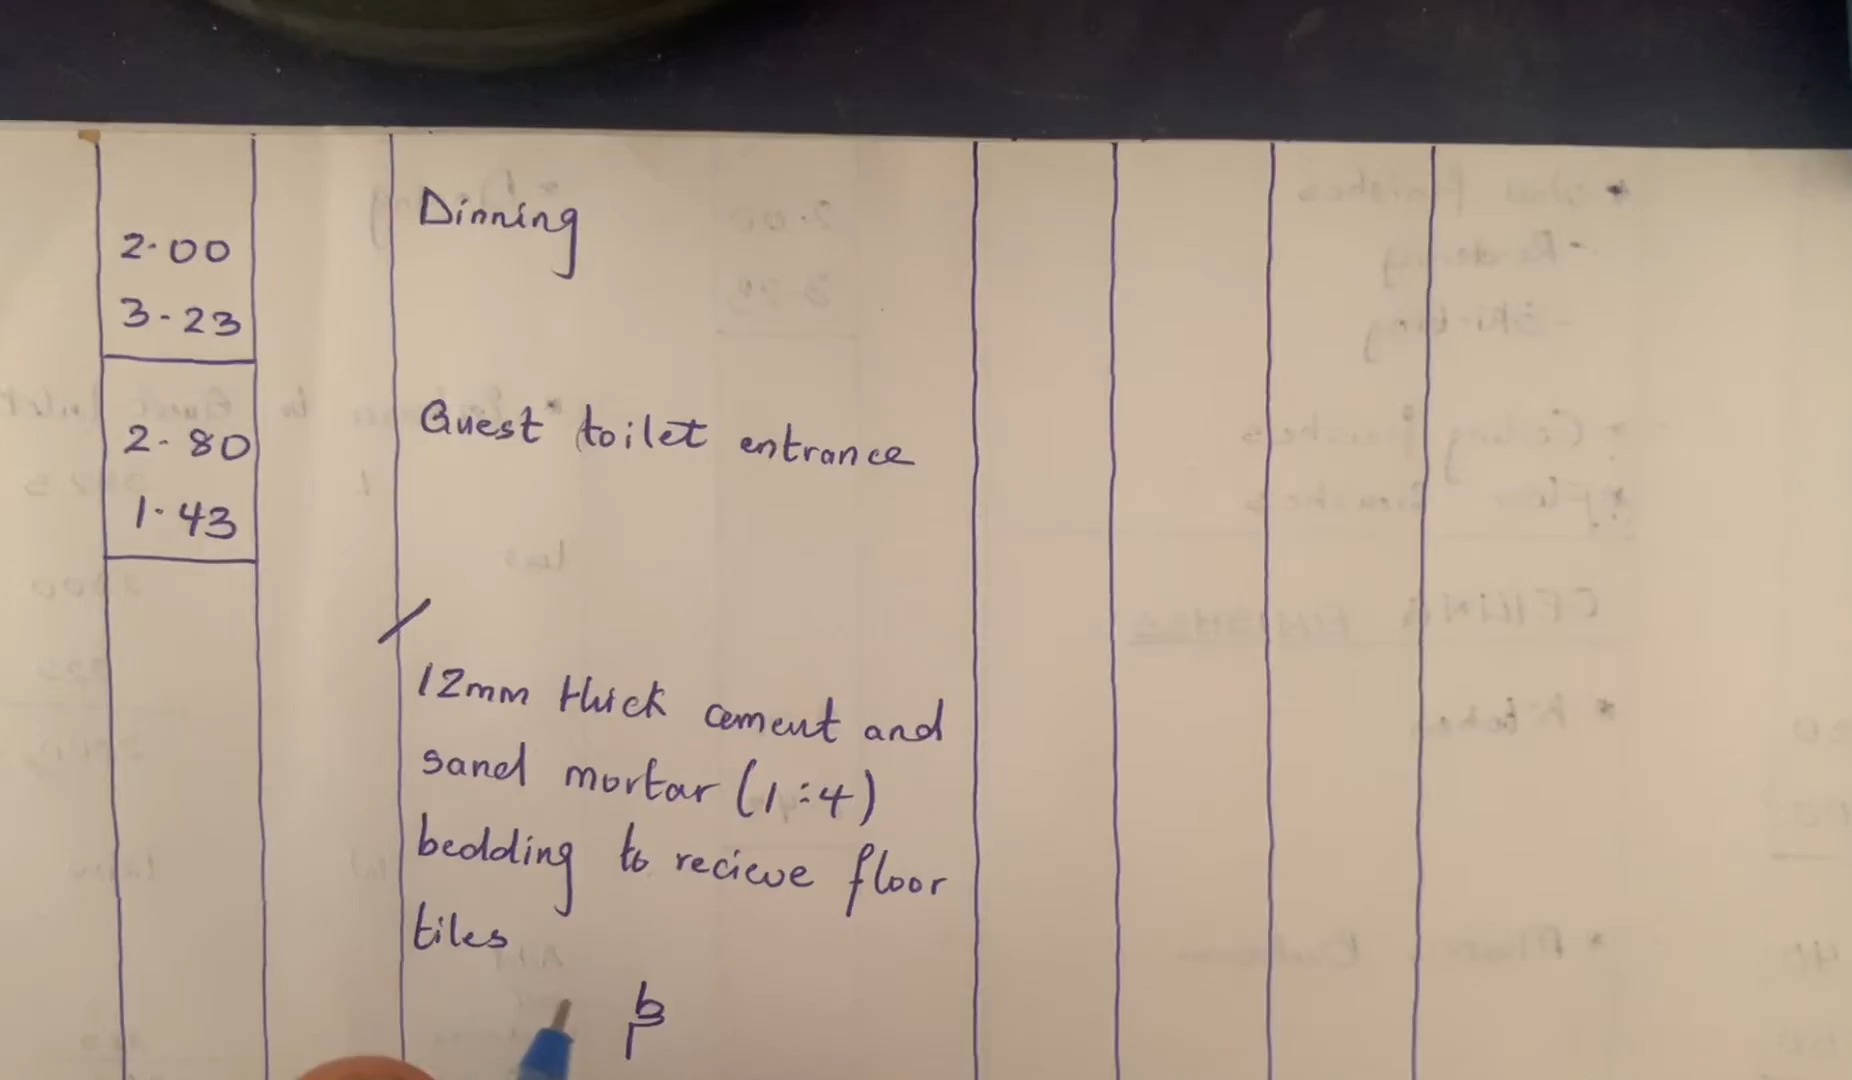 Dinning
2.00
3-23
Guest toilet entrance
2-80
1.43
12mm thick cement and
sand mortar (1:4)
bedding to recieve floor
tiles